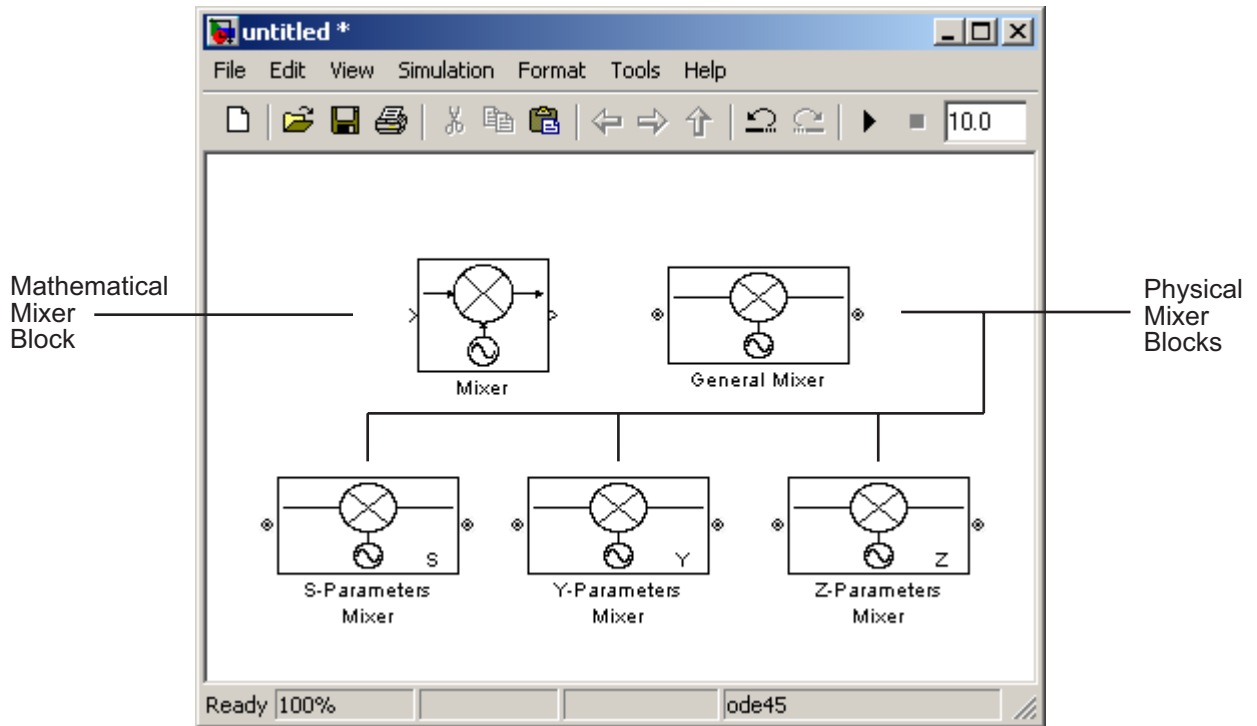 untitled *
File Edit View Simulation Format Tools Help
10.0
Mathematical
Mixer
Block
Mixer
General Mixer
Physical
Mixer
Blocks
S
S-Parameters
Mixer
Y
Y-Parameters
Mixer
Z
Z-Parameters
Mixer
Ready 100% ode45